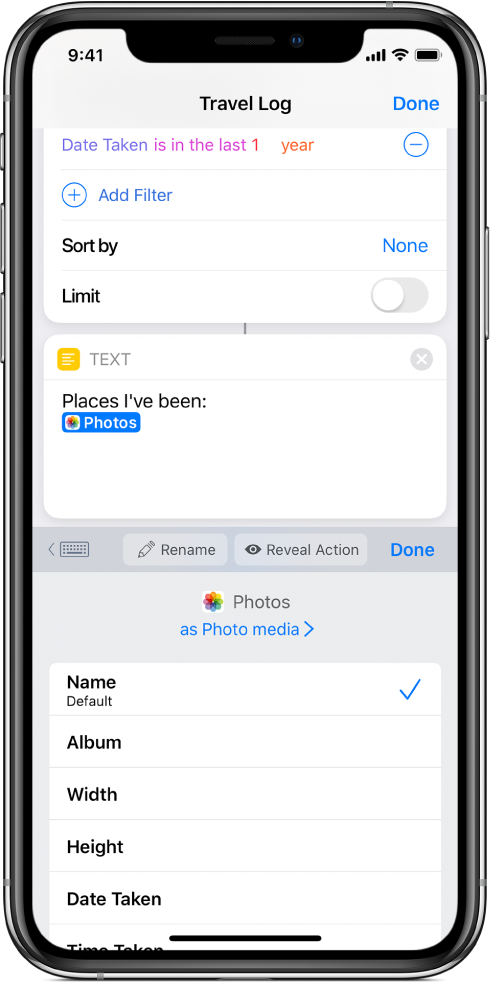 9:41
Travel Log Done
Date Taken is in the last 1 year
Add Filter
Sort by None
Limit
TEXT
Places I've been:
Photos
Rename Reveal Action Done
Photos
as Photo media
Name
Default
Album
Width
Height
Date Taken
Time Taken